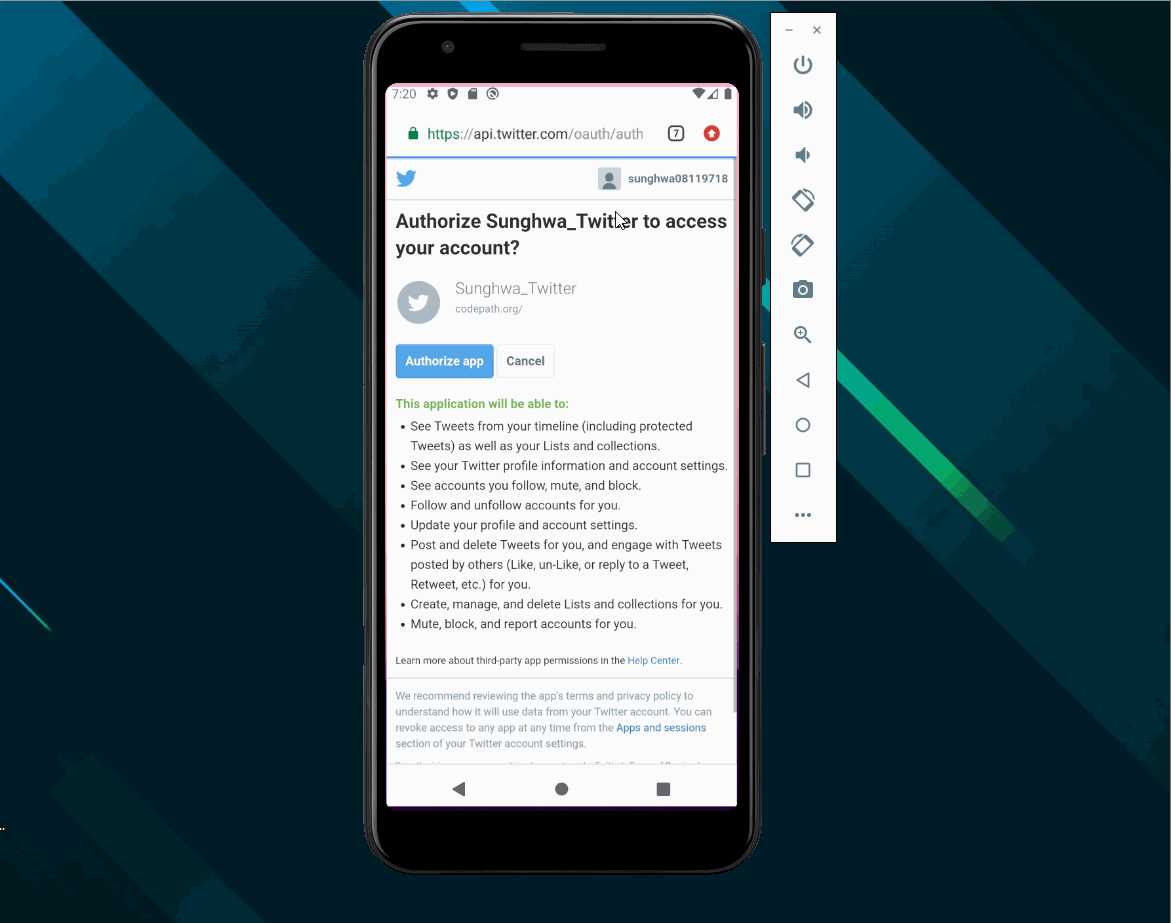 7:20
https://api.twitter.com/oauth/auth
7
sunghwa08119718
Authorize Sunghwa_Twitter to access
your account?
Sunghwa_Twitter
codepath.org/
Authorize app
Cancel
This application will be able to:
• See Tweets from your timeline (including protected
Tweets) as well as your Lists and collections.
• See your Twitter profile information and account settings.
• See accounts you follow, mute, and block.
• Follow and unfollow accounts for you.
• Update your profile and account settings.
• Post and delete Tweets for you, and engage with Tweets
posted by others (Like, un-Like, or reply to a Tweet,
Retweet, etc.) for you.
• Create, manage, and delete Lists and collections for you.
• Mute, block, and report accounts for you.
Learn more about third-party app permissions in the Help Center.
We recommend reviewing the app's terms and privacy policy to
understand how it will use data from your Twitter account. You can
revoke access to any app at any time from the Apps and sessions
section of your Twitter account settings.